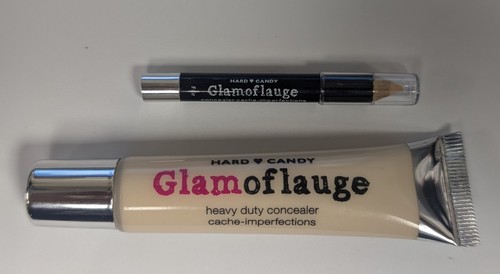 HARD ♥ CANDY
Glamoflauge
concealer cache-imperfections
HARD ♥ CANDY
Glamoflauge
heavy duty concealer
cache-imperfections